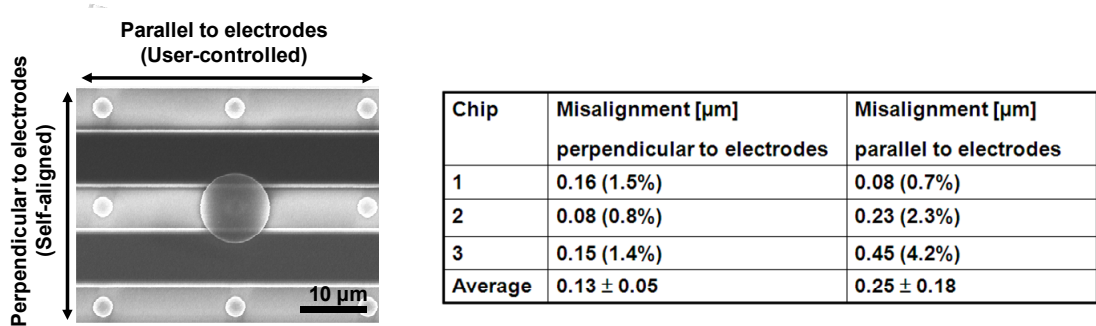 Parallel to electrodes
(User-controlled)
Perpendicular to electrodes
(Self-aligned)
10 µm
Chip Misalignment [µm] Misalignment [µm]
perpendicular to electrodes parallel to electrodes
1 0.16 (1.5%) 0.08 (0.7%)
2 0.08 (0.8%) 0.23 (2.3%)
3 0.15 (1.4%) 0.45 (4.2%)
Average 0.13 ± 0.05 0.25 ± 0.18